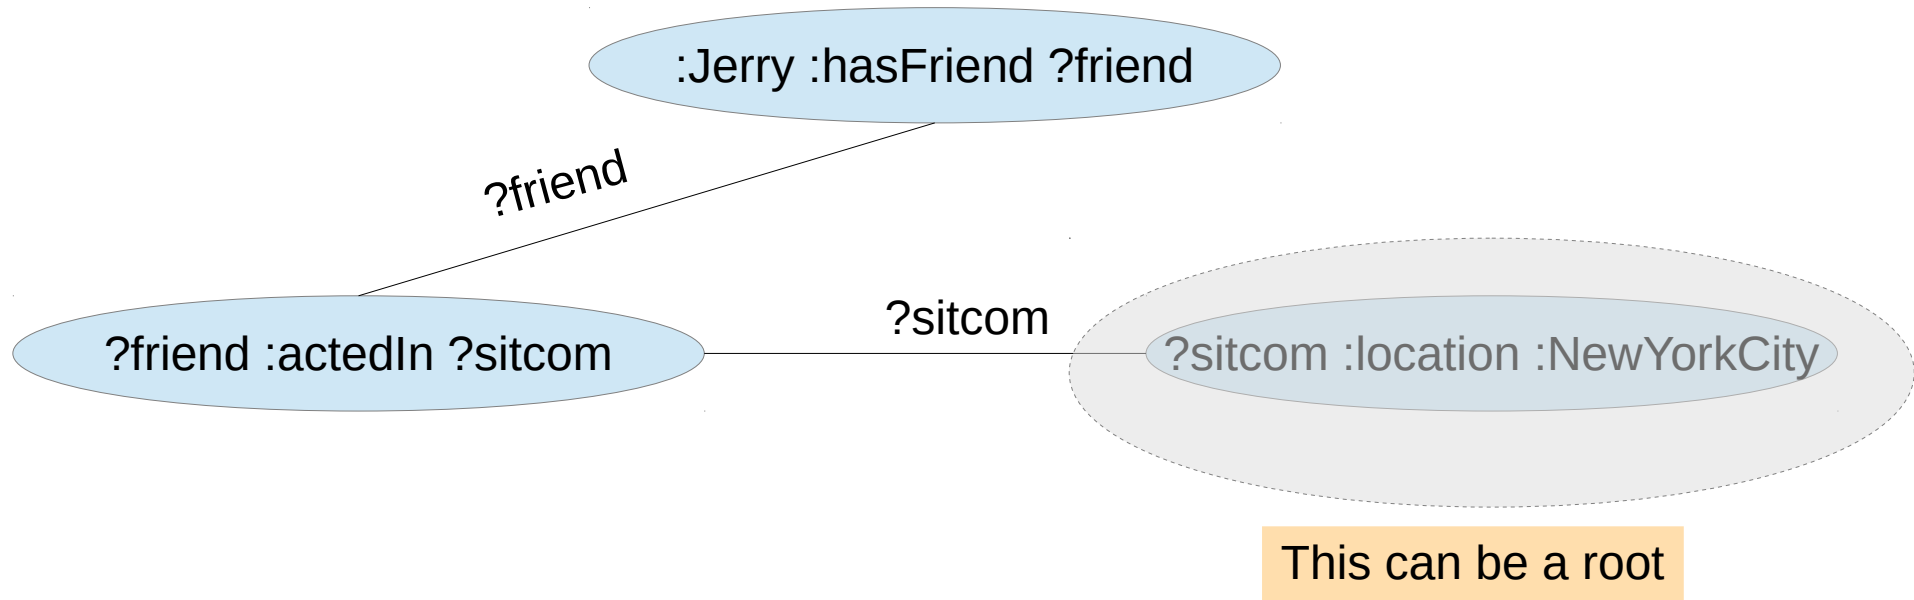 :Jerry :hasFriend ?friend
?friend
?sitcom
?friend :actedIn ?sitcom
?sitcom :location :NewYorkCity
This can be a root